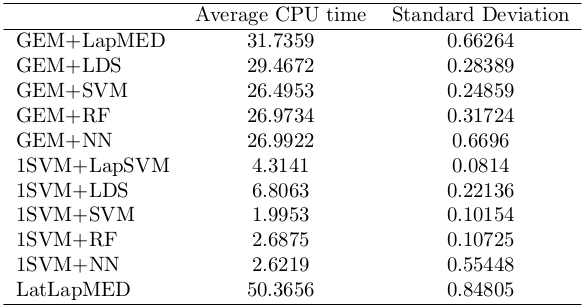 Average CPU time Standard Deviation
GEM+LapMED 31.7359 0.66264
GEM+LDS 29.4672 0.28389
GEM+SVM 26.4953 0.24859
GEM+RF 26.9734 0.31724
GEM+NN 26.9922 0.6696
1SVM+LapSVM 4.3141 0.0814
1SVM+LDS 6.8063 0.22136
1SVM+SVM 1.9953 0.10154
1SVM+RF 2.6875 0.10725
1SVM+NN 2.6219 0.55448
LatLapMED 50.3656 0.84805